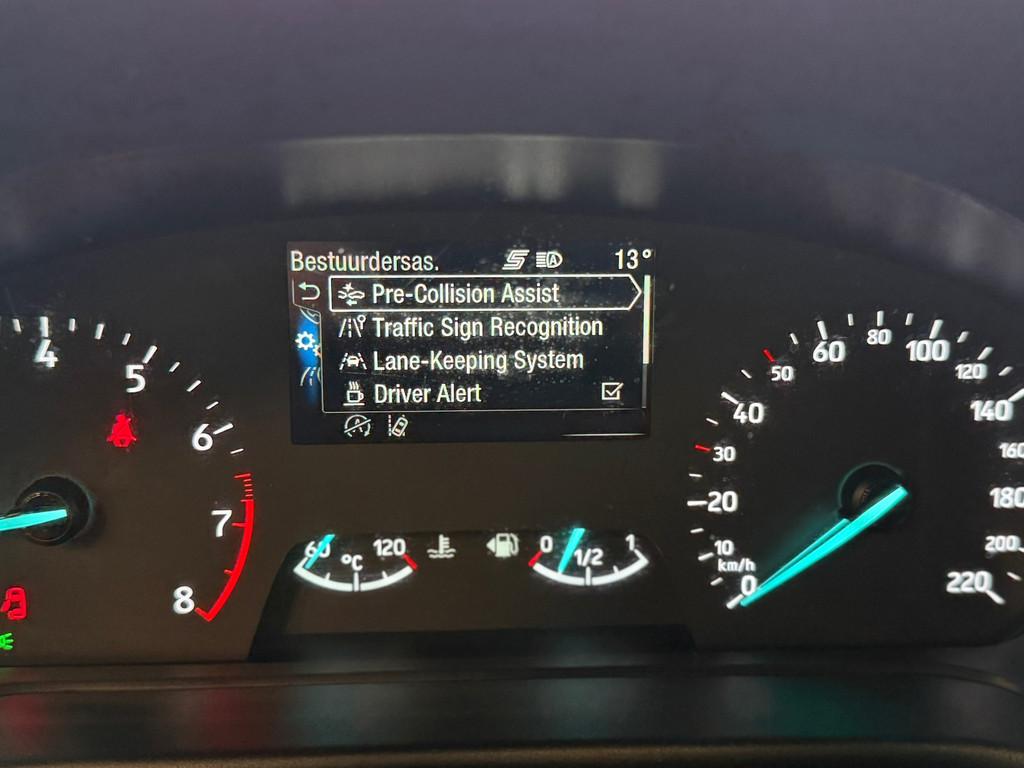 Bestuurdersas.
S
A
13°
Pre-Collision Assist
Traffic Sign Recognition
Lane-Keeping System
Driver Alert
A
4
5
6
7
8
60
°C
120
0
1/2
1
0
10
km/h
20
30
40
50
60
80
100
120
140
160
180
200
220